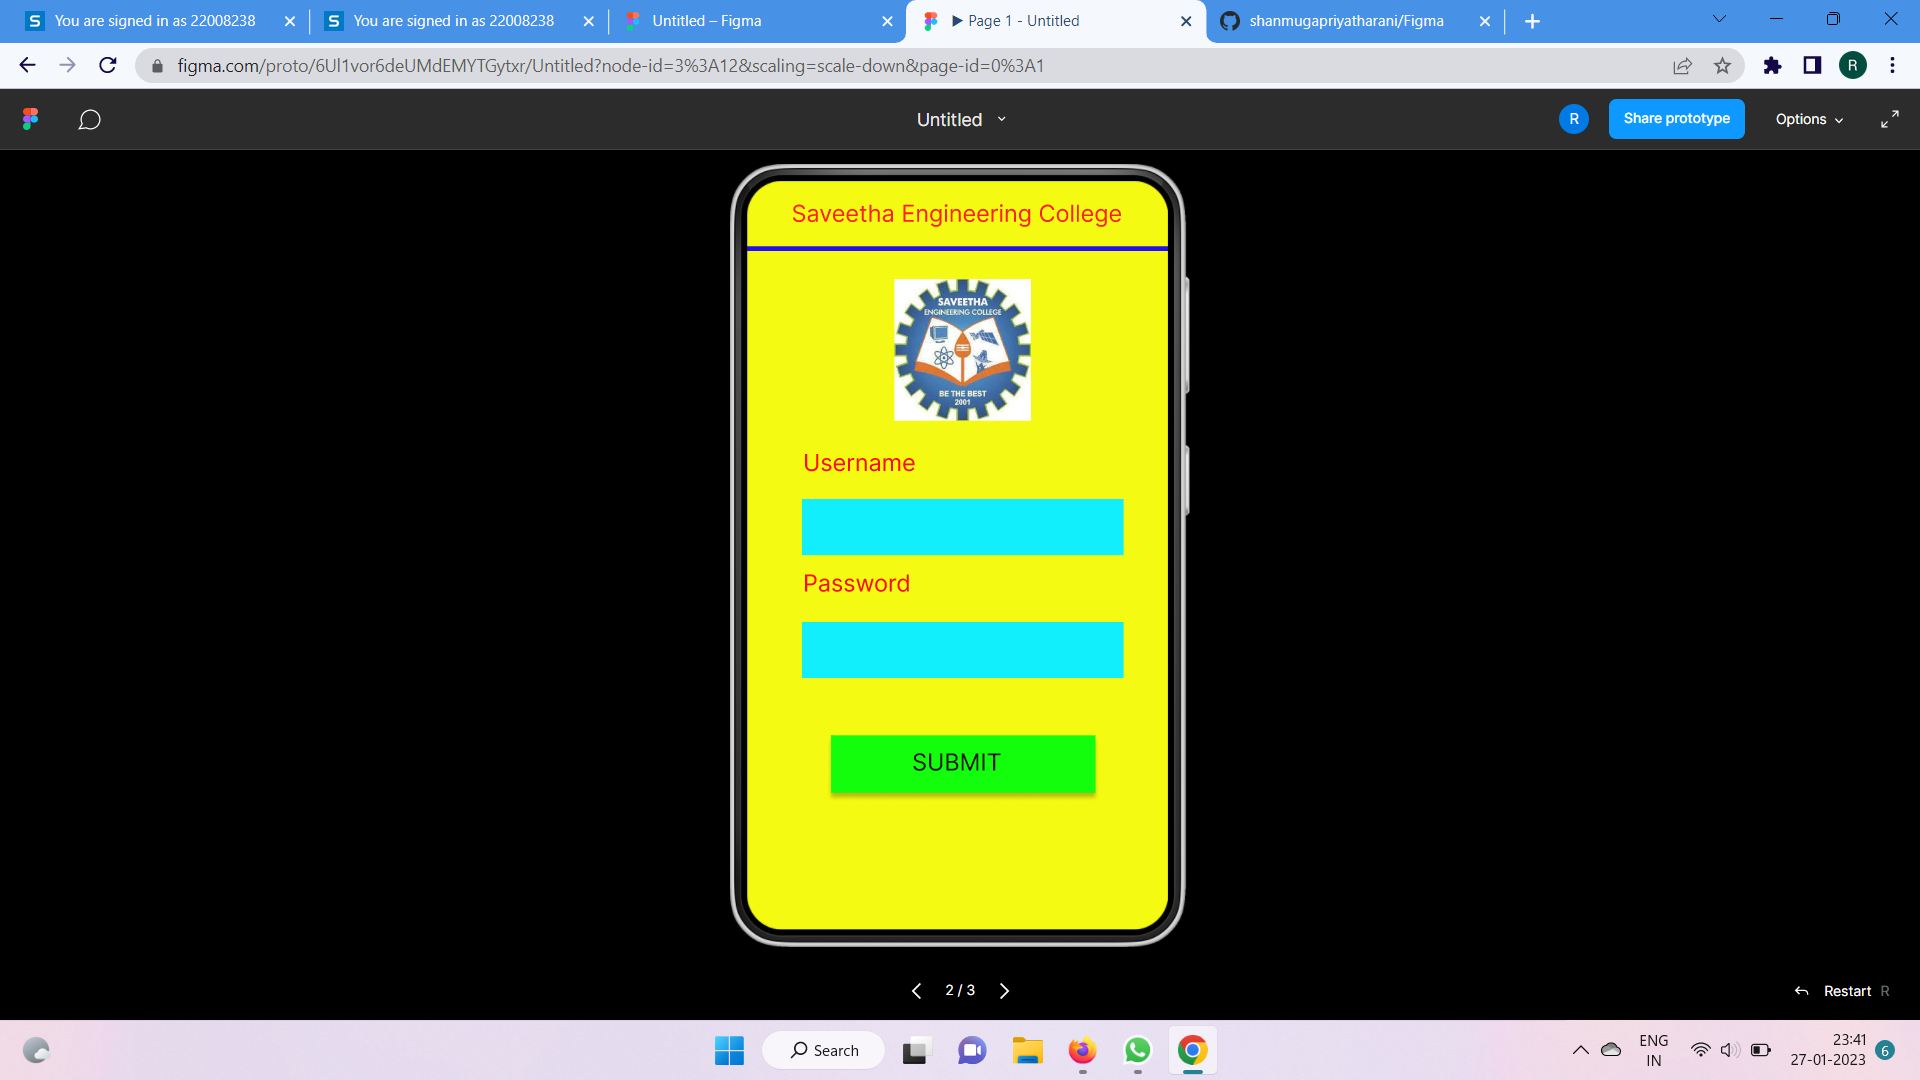 You are signed in as 22008238
You are signed in as 22008238
Untitled – Figma
Page 1 - Untitled
shanmugapriyatharani/Figma
figma.com/proto/6Ul1vor6deUMdEMYTGytxr/Untitled?node-id=3%3A12&scaling=scale-down&page-id=0%3A1
R
Untitled
R
Share prototype
Options
Saveetha Engineering College
SAVEETHA
ENGINEERING COLLEGE
BE THE BEST
2001
Username
Password
SUBMIT
2 / 3
Restart R
Search
ENG
IN
23:41
27-01-2023
6